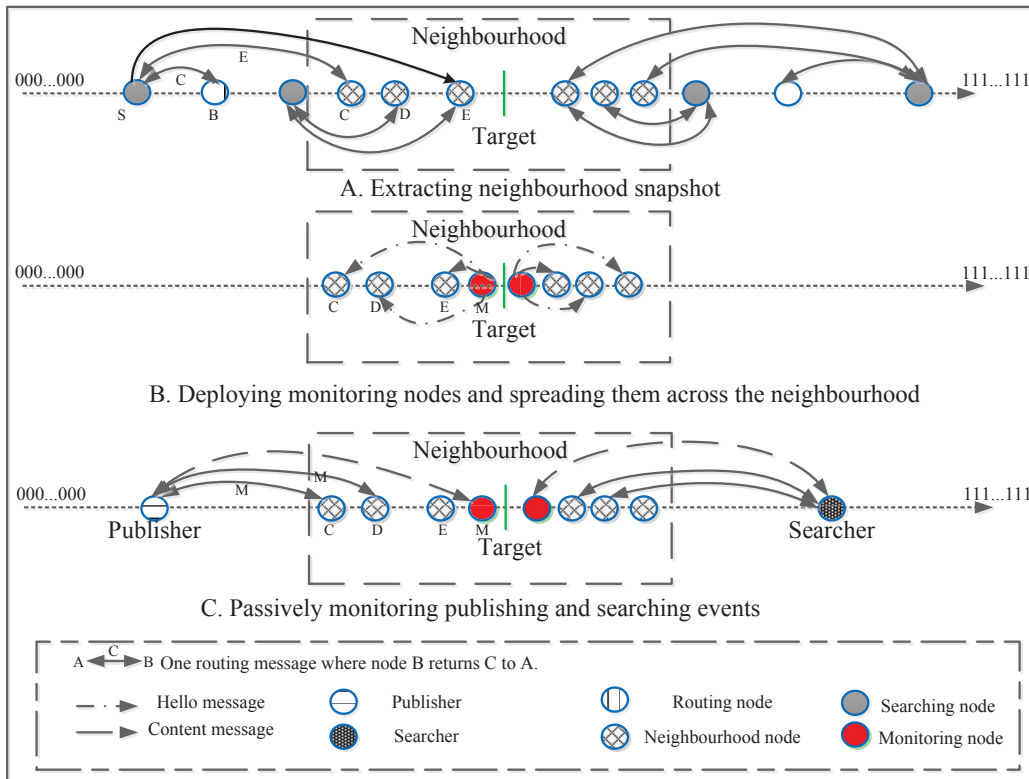 Neighbourhood
E
C
000...000
111...111
S
B
C
D
E
Target
A. Extracting neighbourhood snapshot
Neighbourhood
000...000
111...111
C
D
E
M
Target
B. Deploying monitoring nodes and spreading them across the neighbourhood
Neighbourhood
M
M
000...000
111...111
Publisher
C
D
E
M
Target
Searcher
C. Passively monitoring publishing and searching events
C
A B One routing message where node B returns C to A.
Hello message
Publisher
Routing node
Searching node
Content message
Searcher
Neighbourhood node
Monitoring node